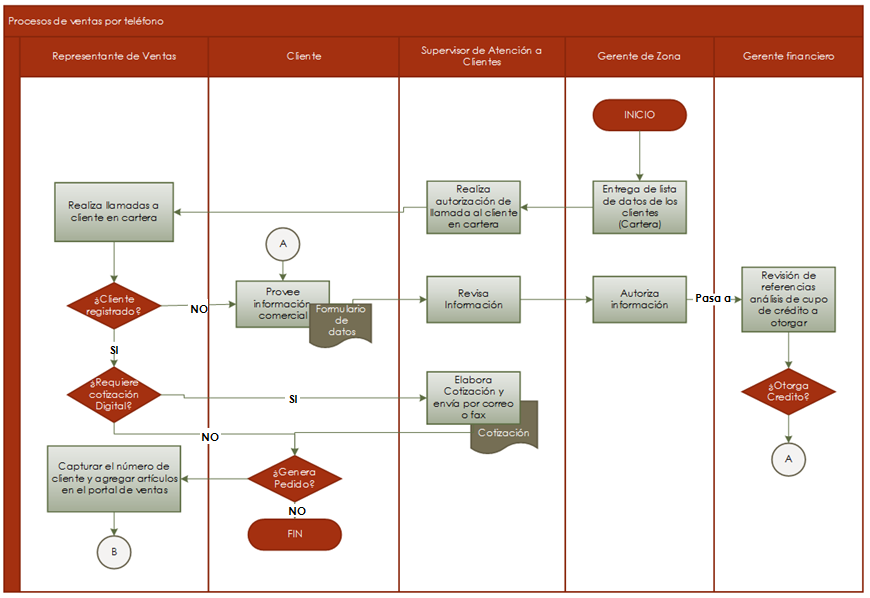 Procesos de ventas por teléfono
Representante de Ventas
Cliente
Supervisor de Atención a
Clientes
Gerente de Zona
Gerente financiero
INICIO
Realiza llamadas a
cliente en cartera
Realiza
autorización de
llamada al cliente
en cartera
Entrega de lista
de datos de los
clientes
(Cartera)
A
¿Cliente
registrado?
NO
Provee
información
comercial
Formulario
de
datos
Revisa
Información
Autoriza
información
Pasa a
Revisión de
referencias
análisis de cupo
de crédito a
otorgar
SI
¿Requiere
cotización
Digital?
SI
Elabora
Cotización y
envía por correo
o fax
Cotización
¿Otorga
Credito?
NO
A
Capturar el número de
cliente y agregar artículos
en el portal de ventas
¿Genera
Pedido?
NO
FIN
B